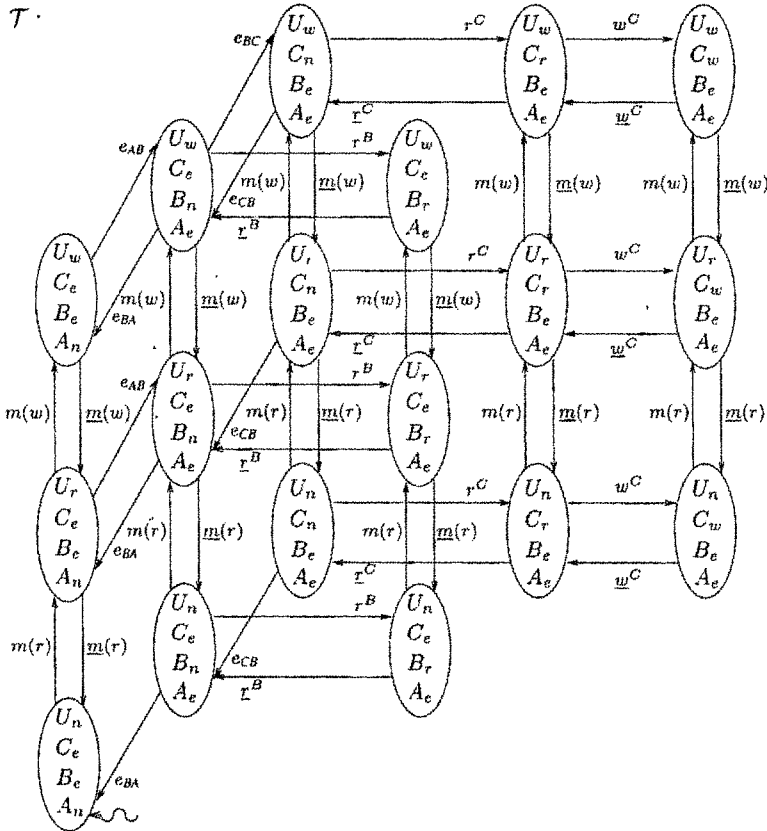 𝒯 ·
U_w
C_n
B_e
A_e
r^C
r̲^C
U_w
C_r
B_e
A_e
w^C
w̲^C
U_w
C_w
B_e
A_e
e_BC
e_AB
U_w
C_e
B_n
A_e
r^B
m(w) m̲(w)
e_CB
r̲^B
U_w
C_e
B_r
A_e
m(w) m̲(w)
m(w) m̲(w)
U_w
C_e
B_e
A_n
e_BA
m(w) m̲(w)
C_n
B_e
A_e
m(w) m̲(w)
r^C
r̲^C
U_r
C_r
B_e
A_e
w^C
w̲^C
U_r
C_w
B_e
A_e
e_AB
m(w) m̲(w)
U_r
C_e
B_n
A_e
r^B
m(r) m̲(r)
e_CB
r̲^B
U_r
C_e
B_r
A_e
m(r) m̲(r)
m(r) m̲(r)
U_r
C_e
B_e
A_n
e_BA
m(r) m̲(r)
U_n
C_n
B_e
A_e
m(r) m̲(r)
r^C
r̲^C
U_n
C_r
B_e
A_e
w^C
w̲^C
U_n
C_w
B_e
A_e
m(r) m̲(r)
U_n
C_e
B_n
A_e
r^B
e_CB
r̲^B
U_n
C_e
B_r
A_e
U_n
C_e
B_e
A_n
e_BA